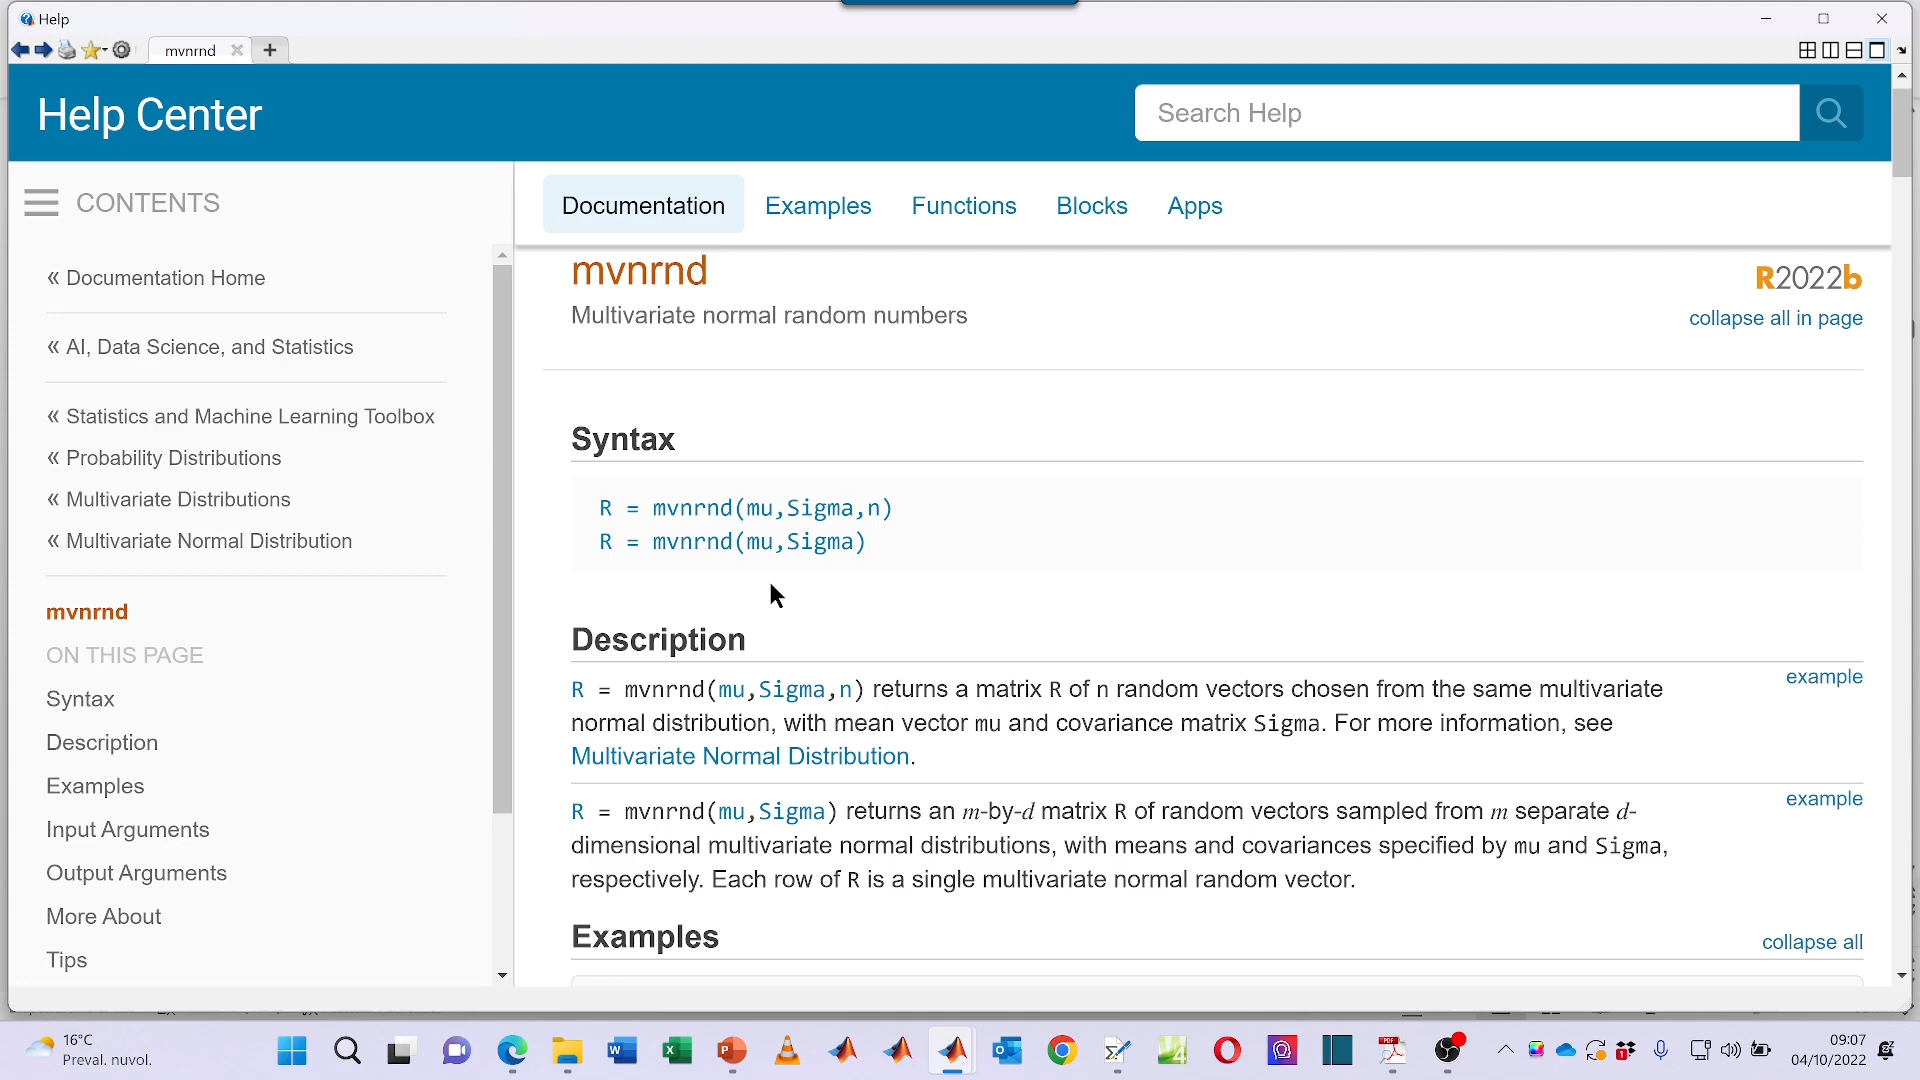 Help
mvnrnd
Help Center
Search Help
CONTENTS
Documentation
Examples
Functions
Blocks
Apps
« Documentation Home
« AI, Data Science, and Statistics
« Statistics and Machine Learning Toolbox
« Probability Distributions
« Multivariate Distributions
« Multivariate Normal Distribution
mvnrnd
ON THIS PAGE
Syntax
Description
Examples
Input Arguments
Output Arguments
More About
Tips
mvnrnd
R2022b
Multivariate normal random numbers
collapse all in page
Syntax
R = mvnrnd(mu,Sigma,n)
R = mvnrnd(mu,Sigma)
Description
R = mvnrnd(mu,Sigma,n) returns a matrix R of n random vectors chosen from the same multivariate
example
normal distribution, with mean vector mu and covariance matrix Sigma. For more information, see
Multivariate Normal Distribution.
R = mvnrnd(mu,Sigma) returns an m-by-d matrix R of random vectors sampled from m separate d-
example
dimensional multivariate normal distributions, with means and covariances specified by mu and Sigma,
respectively. Each row of R is a single multivariate normal random vector.
Examples
collapse all
16°C
Preval. nuvol.
09:07
04/10/2022